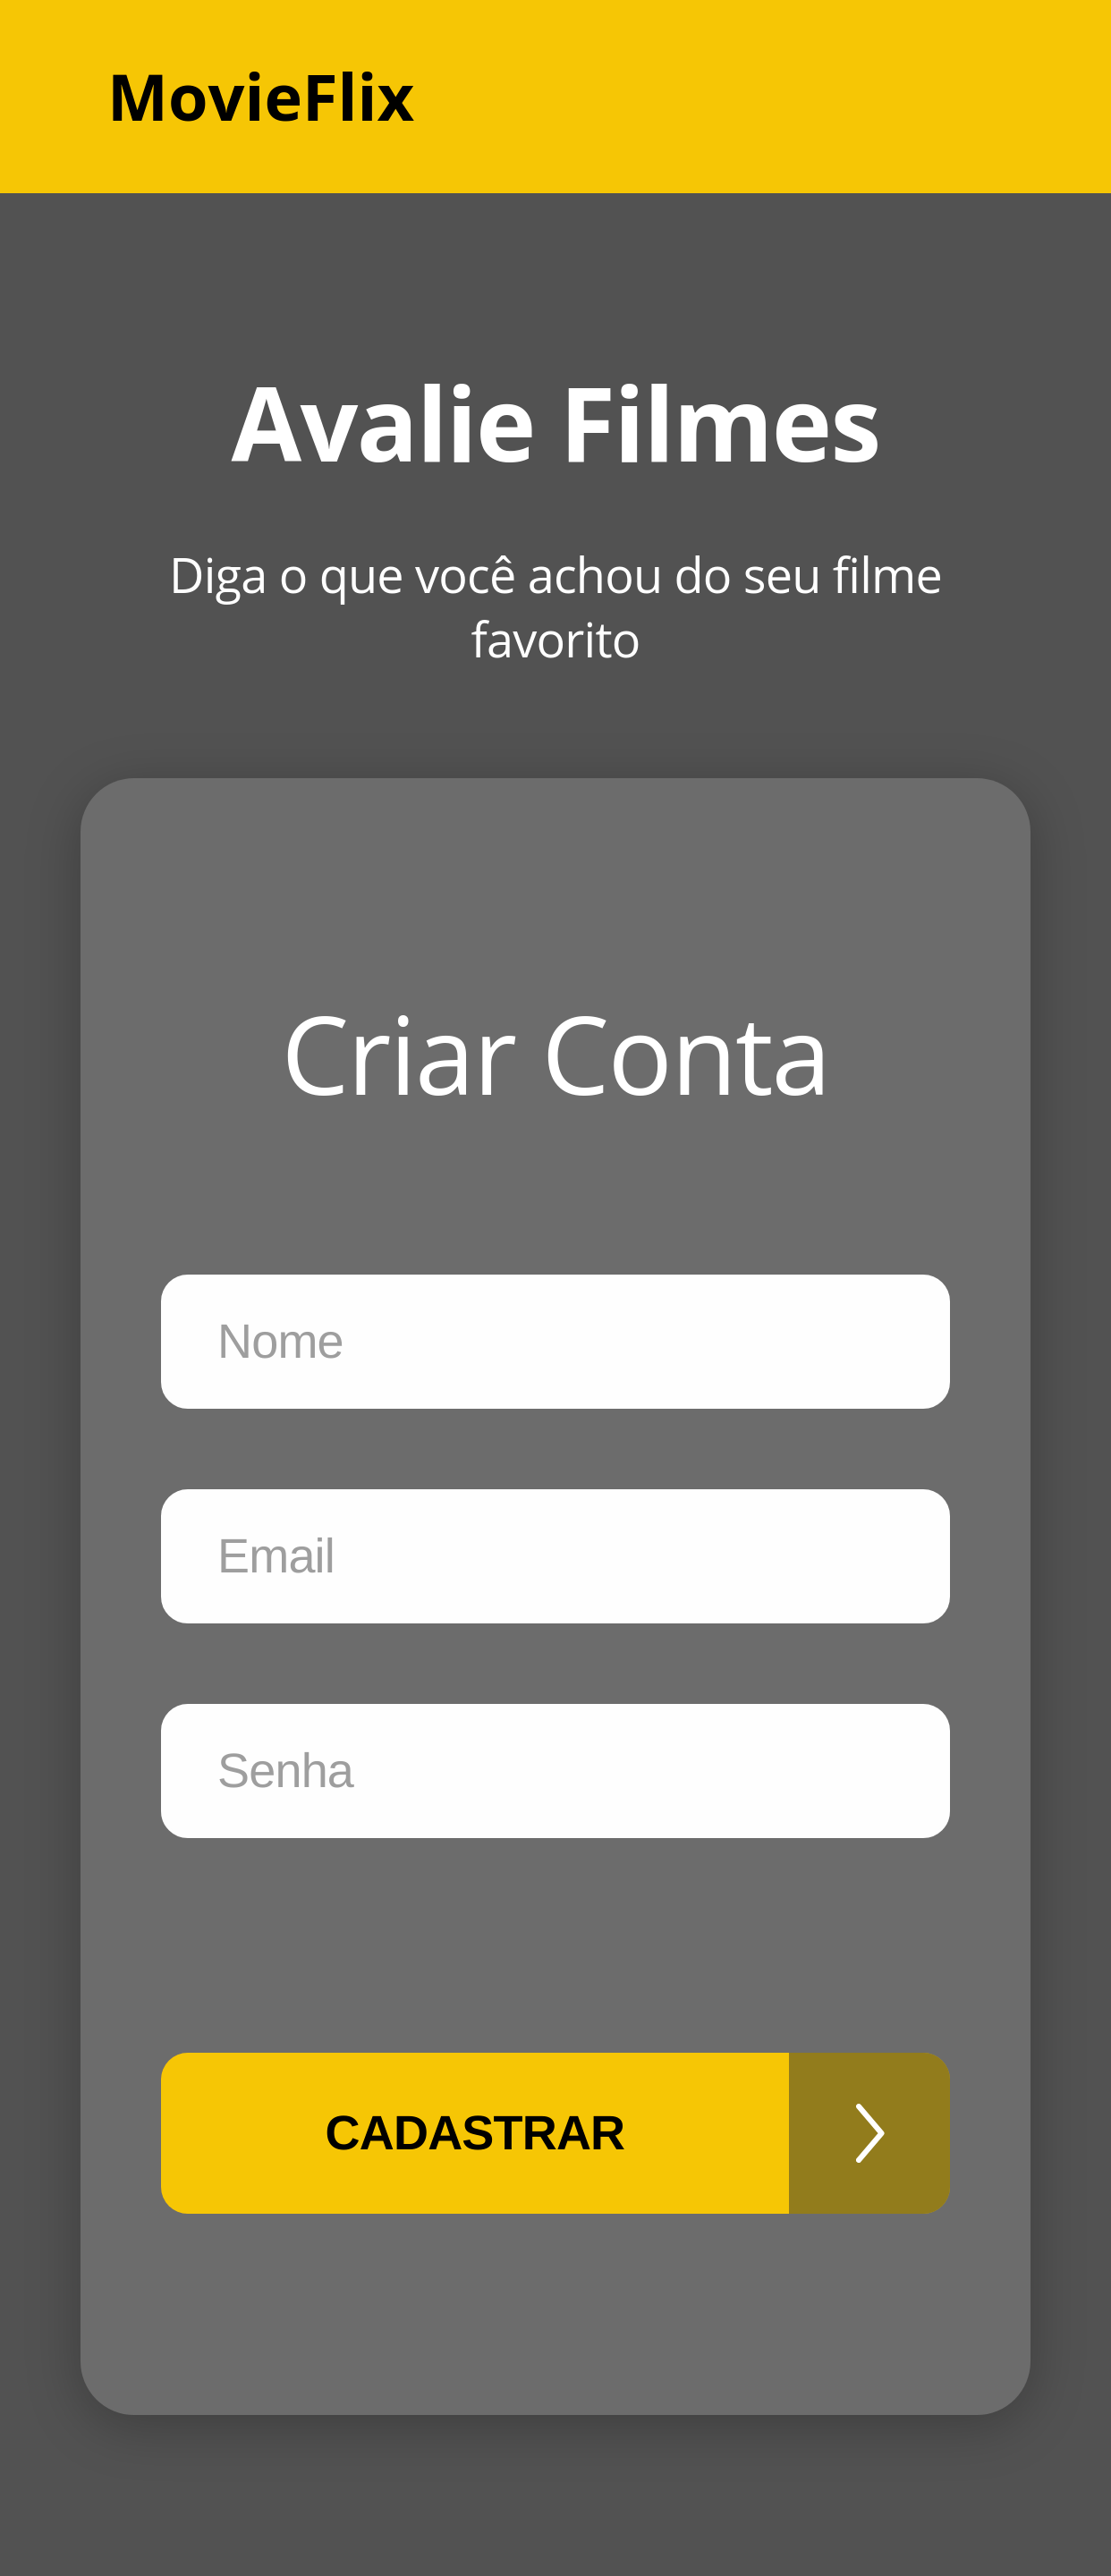 MovieFlix
Avalie Filmes
Diga o que você achou do seu filme
favorito
Criar Conta
Nome
Email
Senha
CADASTRAR